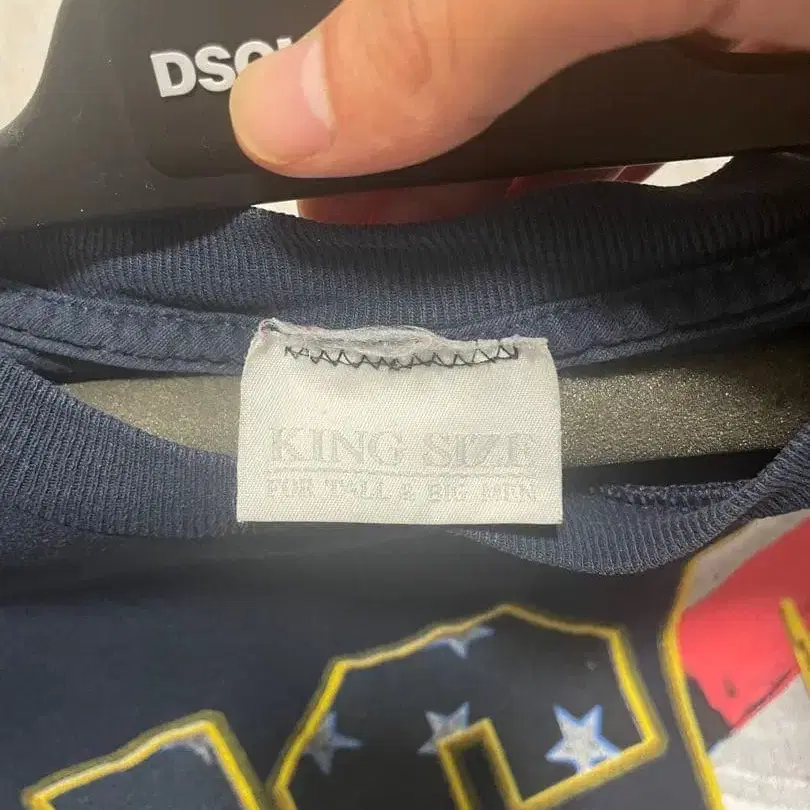 DSQ
KING SIZE
FOR TALL & BIG MEN